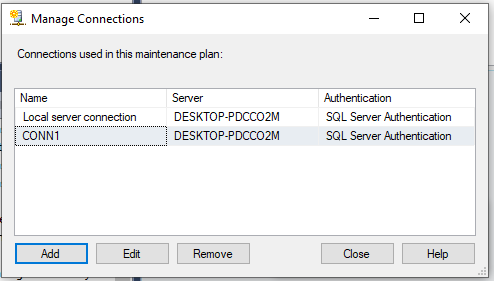 Manage Connections
Connections used in this maintenance plan:
Name Server Authentication
Local server connection DESKTOP-PDCCO2M SQL Server Authentication
CONN1 DESKTOP-PDCCO2M SQL Server Authentication
Add Edit Remove Close Help